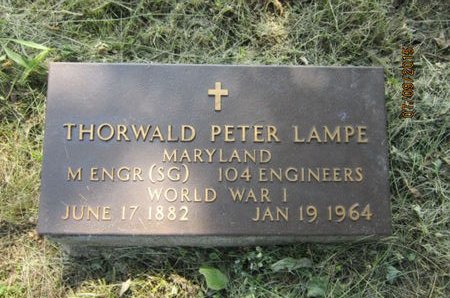 THORWALD PETER LAMPE
MARYLAND
M ENGR (SG) 104 ENGINEERS
WORLD WAR I
JUNE 17 1882 JAN 19 1964